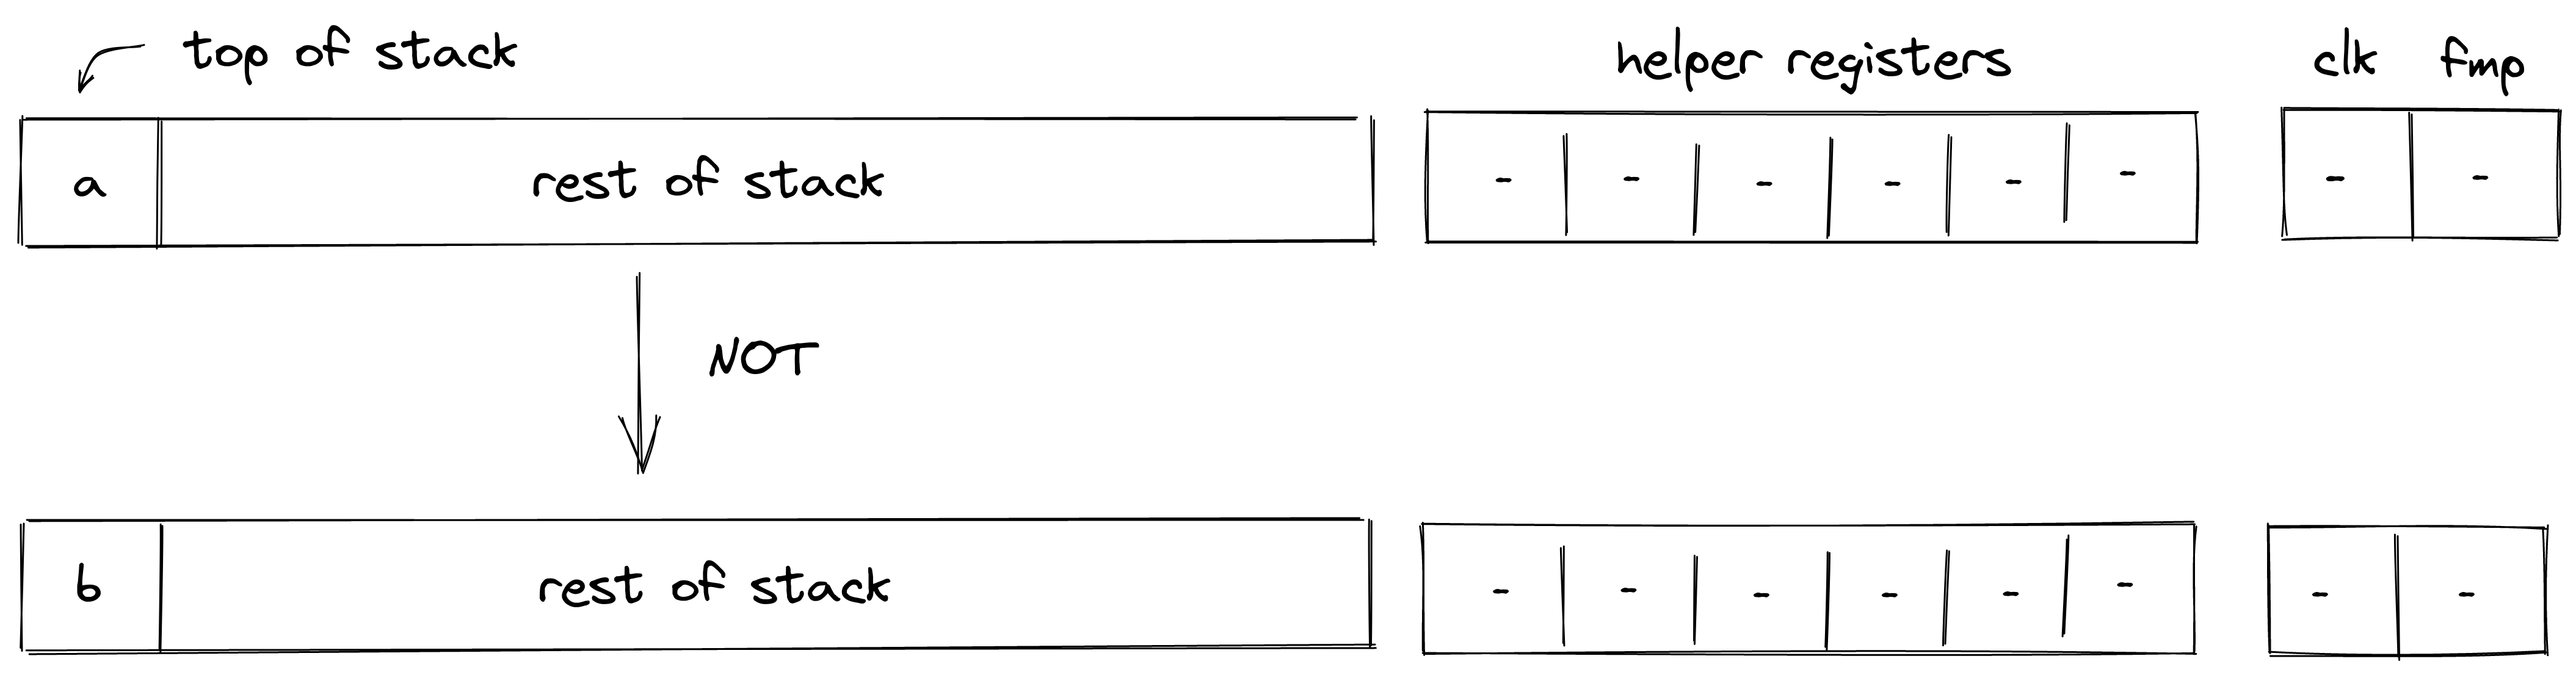 top of stack
helper registers
clk fmp
a rest of stack - - - - - - - -
NOT
b rest of stack - - - - - - - -